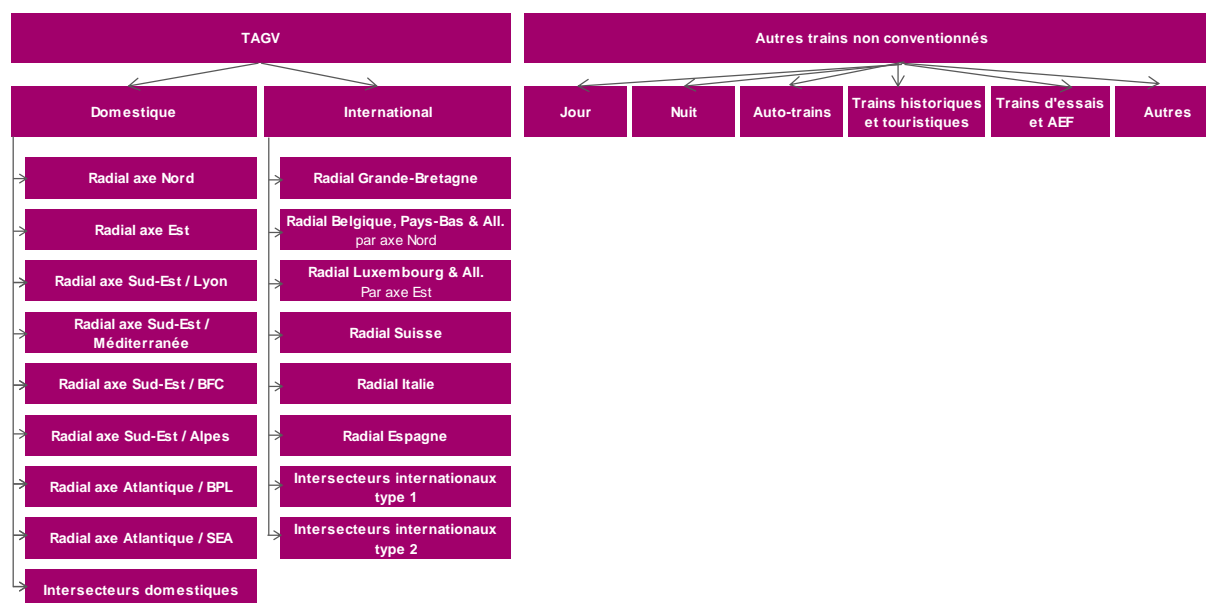 TAGV
Autres trains non conventionnés
Domestique
International
Jour
Nuit
Auto-trains
Trains historiques
et touristiques
Trains d'essais
et AEF
Autres
Radial axe Nord
Radial axe Est
Radial axe Sud-Est / Lyon
Radial axe Sud-Est /
Méditerranée
Radial axe Sud-Est / BFC
Radial axe Sud-Est / Alpes
Radial axe Atlantique / BPL
Radial axe Atlantique / SEA
Intersecteurs domestiques
Radial Grande-Bretagne
Radial Belgique, Pays-Bas & All.
par axe Nord
Radial Luxembourg & All.
Par axe Est
Radial Suisse
Radial Italie
Radial Espagne
Intersecteurs internationaux
type 1
Intersecteurs internationaux
type 2